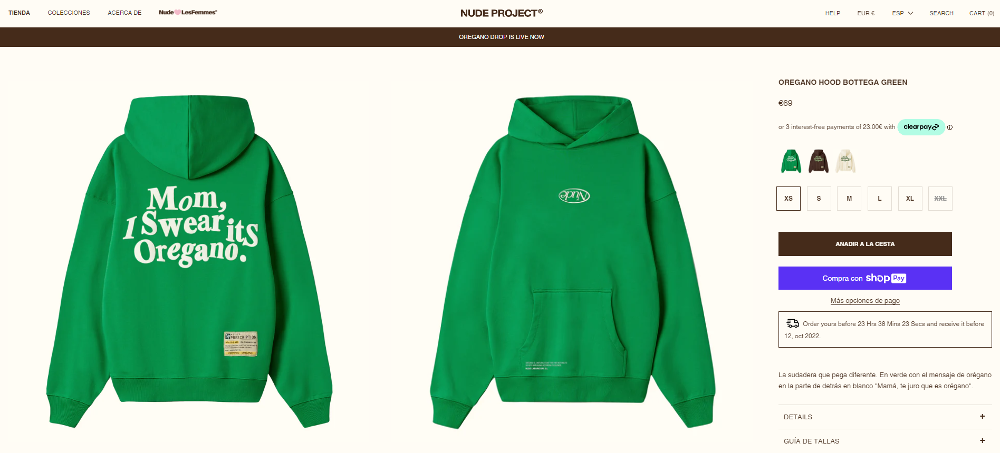 TIENDA
COLECCIONES
ACERCA DE
Nude LesFemmes®
NUDE PROJECT®
HELP
EUR €
ESP
SEARCH
CART (0)
OREGANO DROP IS LIVE NOW
Mom,
I Swear its
Oregano.
PRESCRIPTION
CERTIFIED OREGANO
Nude
NUDE LABORATORY S.L
OREGANO HOOD BOTTEGA GREEN
€69
or 3 interest-free payments of 23.00€ with clearpay
XS
S
M
L
XL
XXL
AÑADIR A LA CESTA
Compra con shop Pay
Más opciones de pago
Order yours before 23 Hrs 38 Mins 23 Secs and receive it before
12, oct 2022.
La sudadera que pega diferente. En verde con el mensaje de orégano
en la parte de detrás en blanco "Mamá, te juro que es orégano".
DETAILS +
GUÍA DE TALLAS +